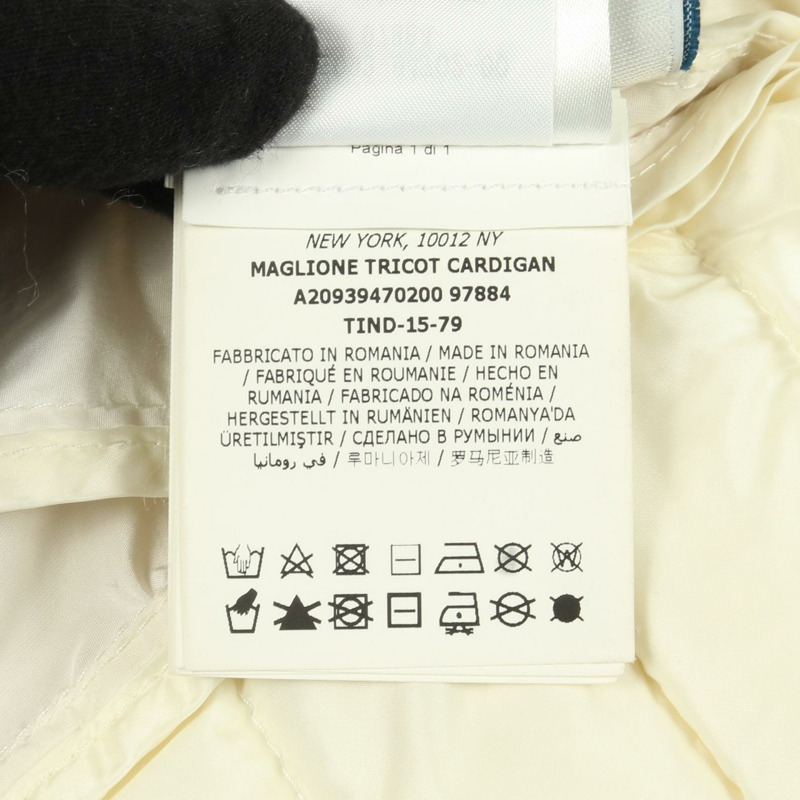 Pagina 1 di 1
NEW YORK, 10012 NY
MAGLIONE TRICOT CARDIGAN
A20939470200 97884
TIND-15-79
FABBRICATO IN ROMANIA / MADE IN ROMANIA
/ FABRIQUÉ EN ROUMANIE / HECHO EN
RUMANIA / FABRICADO NA ROMÉNIA /
HERGESTELLT IN RUMÄNIEN / ROMANYA'DA
ÜRETILMIŞTIR / СДЕЛАНО В РУМЫНИИ / صنع
في رومانيا / 루마니아제 / 罗马尼亚制造